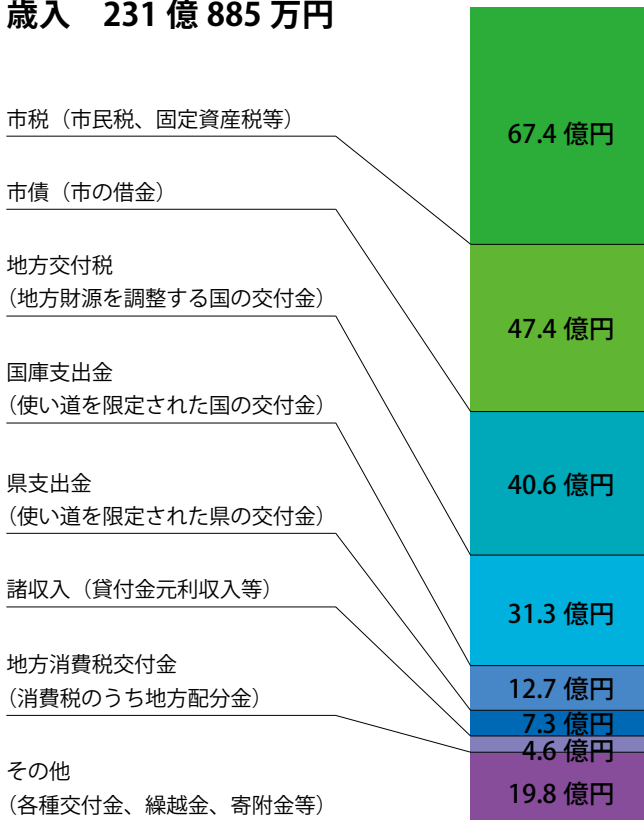 歳入　231 億 885 万円
市税（市民税、固定資産税等）
67.4 億円
市債（市の借金）
47.4 億円
地方交付税
（地方財源を調整する国の交付金）
40.6 億円
国庫支出金
（使い道を限定された国の交付金）
31.3 億円
県支出金
（使い道を限定された県の交付金）
12.7 億円
諸収入（貸付金元利収入等）
7.3 億円
地方消費税交付金
（消費税のうち地方配分金）
4.6 億円
その他
（各種交付金、繰越金、寄附金等）
19.8 億円